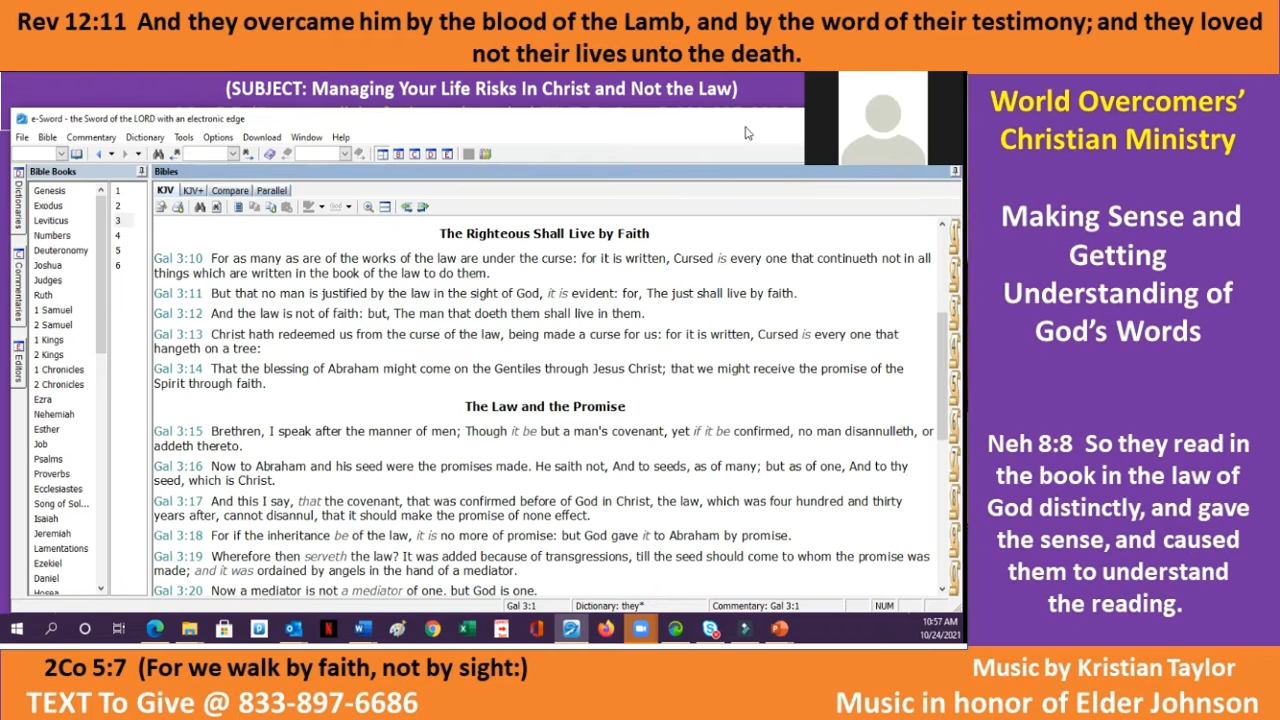 Rev 12:11 And they overcame him by the blood of the Lamb, and by the word of their testimony; and they loved
not their lives unto the death.
(SUBJECT: Managing Your Life Risks In Christ and Not the Law)
e-Sword - the Sword of the LORD with an electronic edge
File Bible Commentary Dictionary Tools Options Download Window Help
Bible Books
Bibles
Dictionaries
Commentaries
Editors
KJV KJV+ Compare Parallel
Genesis 1
Exodus 2
Leviticus 3
Numbers 4
Deuteronomy 5
Joshua 6
Judges
Ruth
1 Samuel
2 Samuel
1 Kings
2 Kings
1 Chronicles
2 Chronicles
Ezra
Nehemiah
Esther
Job
Psalms
Proverbs
Ecclesiastes
Song of Sol...
Isaiah
Jeremiah
Lamentations
Ezekiel
Daniel
Hosea
The Righteous Shall Live by Faith
Gal 3:10 For as many as are of the works of the law are under the curse: for it is written, Cursed is every one that continueth not in all
things which are written in the book of the law to do them.
Gal 3:11 But that no man is justified by the law in the sight of God, it is evident: for, The just shall live by faith.
Gal 3:12 And the law is not of faith: but, The man that doeth them shall live in them.
Gal 3:13 Christ hath redeemed us from the curse of the law, being made a curse for us: for it is written, Cursed is every one that
hangeth on a tree:
Gal 3:14 That the blessing of Abraham might come on the Gentiles through Jesus Christ; that we might receive the promise of the
Spirit through faith.
The Law and the Promise
Gal 3:15 Brethren, I speak after the manner of men; Though it be but a man's covenant, yet if it be confirmed, no man disannulleth, or
addeth thereto.
Gal 3:16 Now to Abraham and his seed were the promises made. He saith not, And to seeds, as of many; but as of one, And to thy
seed, which is Christ.
Gal 3:17 And this I say, that the covenant, that was confirmed before of God in Christ, the law, which was four hundred and thirty
years after, cannot disannul, that it should make the promise of none effect.
Gal 3:18 For if the inheritance be of the law, it is no more of promise: but God gave it to Abraham by promise.
Gal 3:19 Wherefore then serveth the law? It was added because of transgressions, till the seed should come to whom the promise was
made; and it was ordained by angels in the hand of a mediator.
Gal 3:20 Now a mediator is not a mediator of one, but God is one.
Gal 3:1 Dictionary: they* Commentary: Gal 3:1 NUM
10:57 AM
10/24/2021
World Overcomers’
Christian Ministry
Making Sense and
Getting
Understanding of
God’s Words
Neh 8:8 So they read in
the book in the law of
God distinctly, and gave
the sense, and caused
them to understand
the reading.
2Co 5:7 (For we walk by faith, not by sight:)
TEXT To Give @ 833-897-6686
Music by Kristian Taylor
Music in honor of Elder Johnson